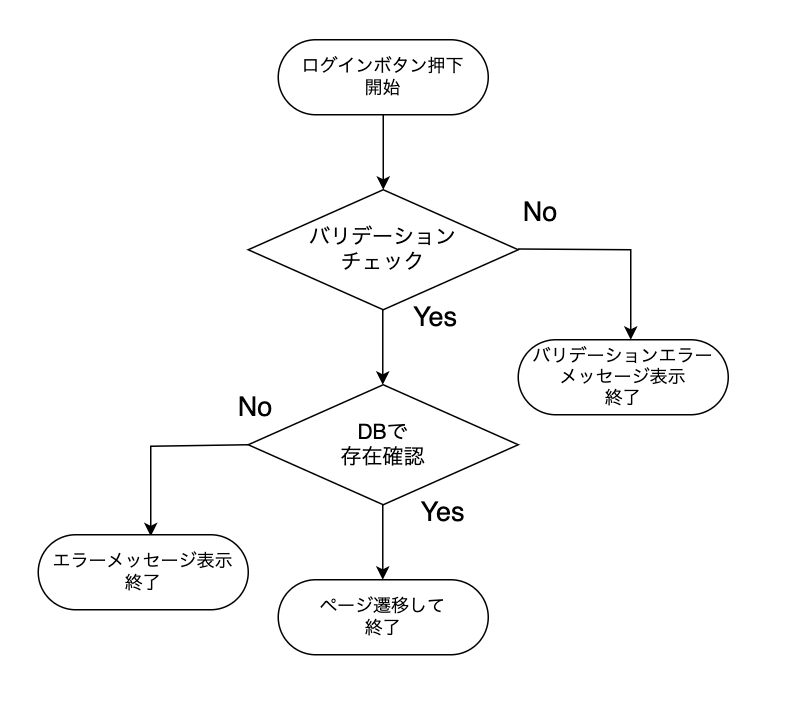 ログインボタン押下
開始
No
バリデーション
チェック
Yes
バリデーションエラー
メッセージ表示
終了
No
DBで
存在確認
Yes
エラーメッセージ表示
終了
ページ遷移して
終了